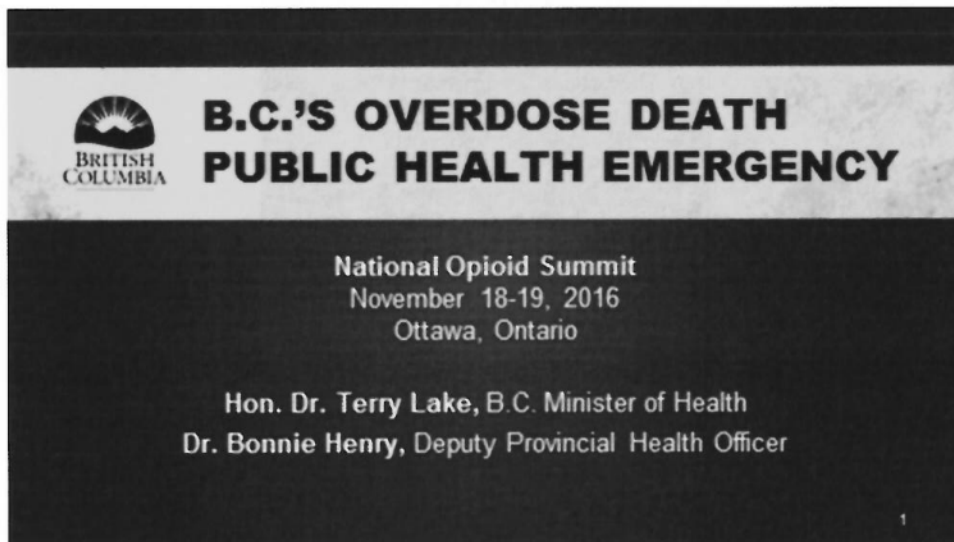 BRITISH
COLUMBIA
B.C.'S OVERDOSE DEATH
PUBLIC HEALTH EMERGENCY
National Opioid Summit
November 18-19, 2016
Ottawa, Ontario
Hon. Dr. Terry Lake, B.C. Minister of Health
Dr. Bonnie Henry, Deputy Provincial Health Officer
1